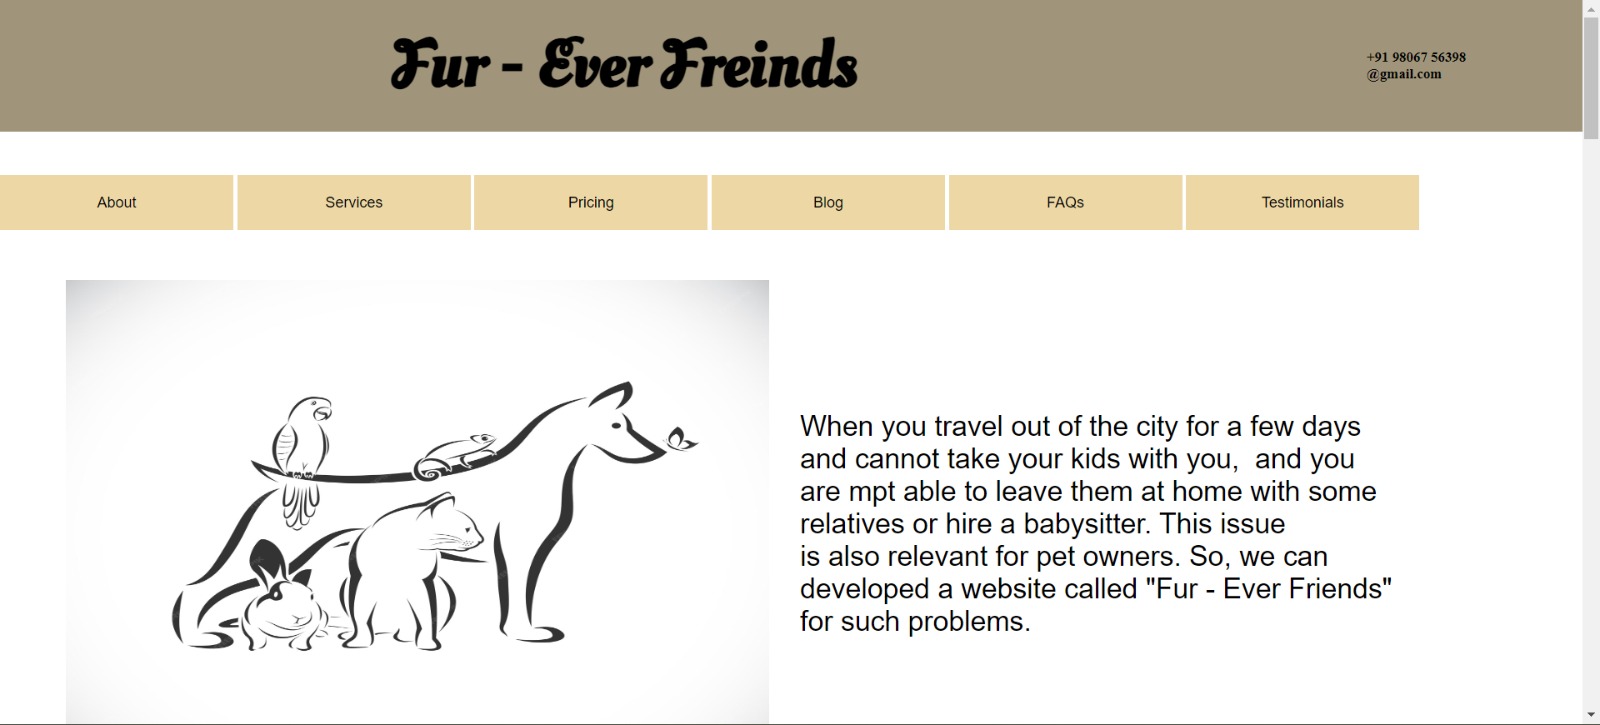 Fur - Ever Freinds
+91 98067 56398
@gmail.com
About
Services
Pricing
Blog
FAQs
Testimonials
When you travel out of the city for a few days
and cannot take your kids with you,  and you
are mpt able to leave them at home with some
relatives or hire a babysitter. This issue
is also relevant for pet owners. So, we can
developed a website called "Fur - Ever Friends"
for such problems.